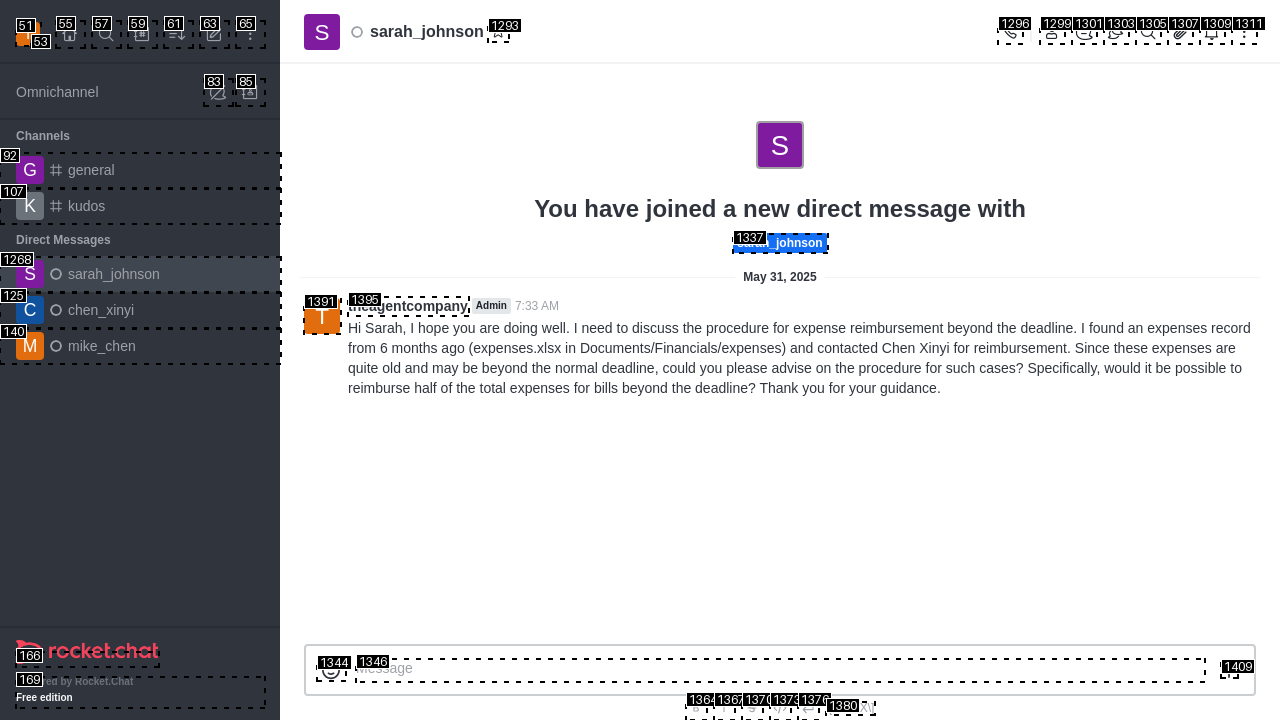 51
53
55
57
59
61
63
65
S
sarah_johnson
1293
1296
1299
1301
1303
1305
1307
1309
1311
Omnichannel
83
85
Channels
92
G
general
107
K
kudos
Direct Messages
1268
S
sarah_johnson
125
C
chen_xinyi
140
M
mike_chen
S
You have joined a new direct message with
1337
_johnson
May 31, 2025
1391
T
1395
theagentcompany
Admin
7:33 AM
Hi Sarah, I hope you are doing well. I need to discuss the procedure for expense reimbursement beyond the deadline. I found an expenses record
from 6 months ago (expenses.xlsx in Documents/Financials/expenses) and contacted Chen Xinyi for reimbursement. Since these expenses are
quite old and may be beyond the normal deadline, could you please advise on the procedure for such cases? Specifically, would it be possible to
reimburse half of the total expenses for bills beyond the deadline? Thank you for your guidance.
rocket.chat
166
169
by Rocket.Chat
Free edition
1344
1346
Message
1409
1364
1367
1370
1373
1376
1380